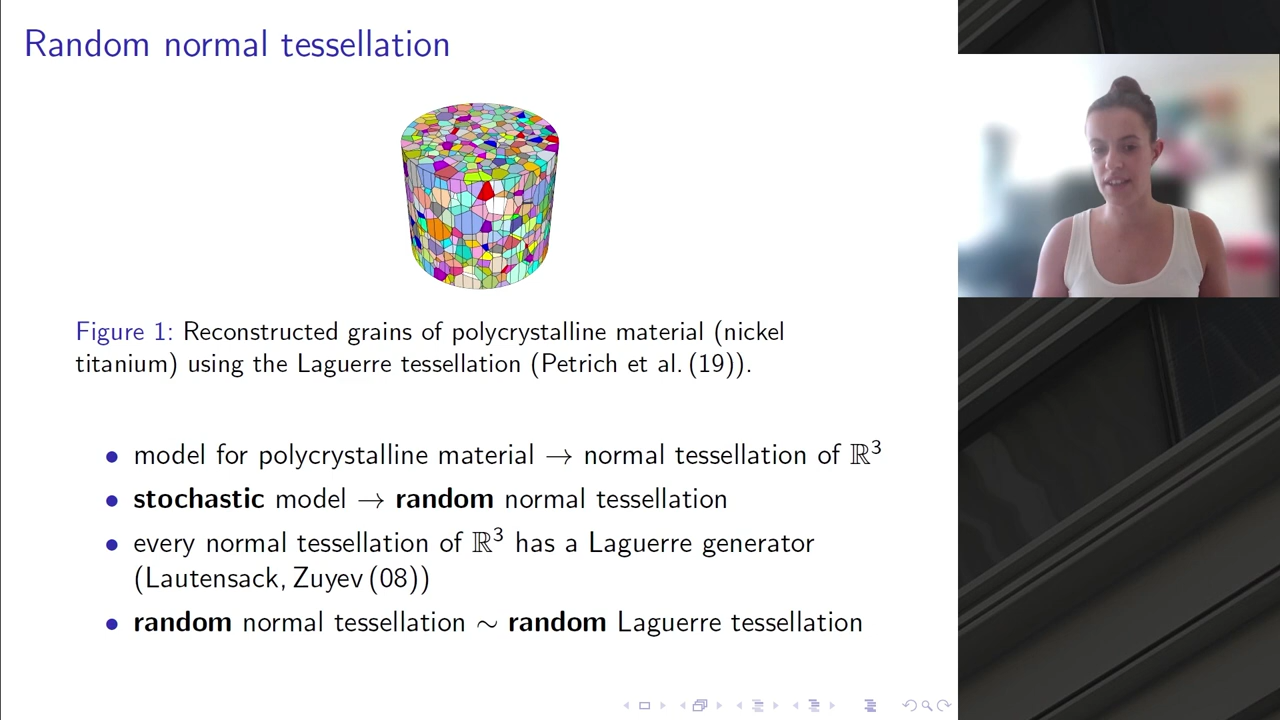 Random normal tessellation
Figure 1: Reconstructed grains of polycrystalline material (nickel
titanium) using the Laguerre tessellation (Petrich et al. (19)).
• model for polycrystalline material → normal tessellation of ℝ³
• stochastic model → random normal tessellation
• every normal tessellation of ℝ³ has a Laguerre generator
(Lautensack, Zuyev (08))
• random normal tessellation ∼ random Laguerre tessellation